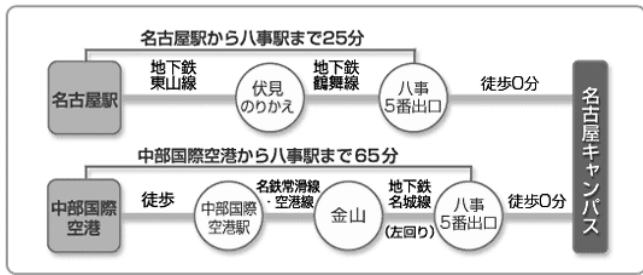 名古屋駅から八事駅まで25分
名古屋駅
地下鉄
東山線
伏見
のりかえ
地下鉄
鶴舞線
八事
5番出口
徒歩0分
中部国際空港から八事駅まで65分
中部国際
空港
徒歩
中部国際
空港駅
名鉄常滑線
・空港線
金山
地下鉄
名城線
(左回り)
八事
5番出口
徒歩0分
名古屋キャンパス